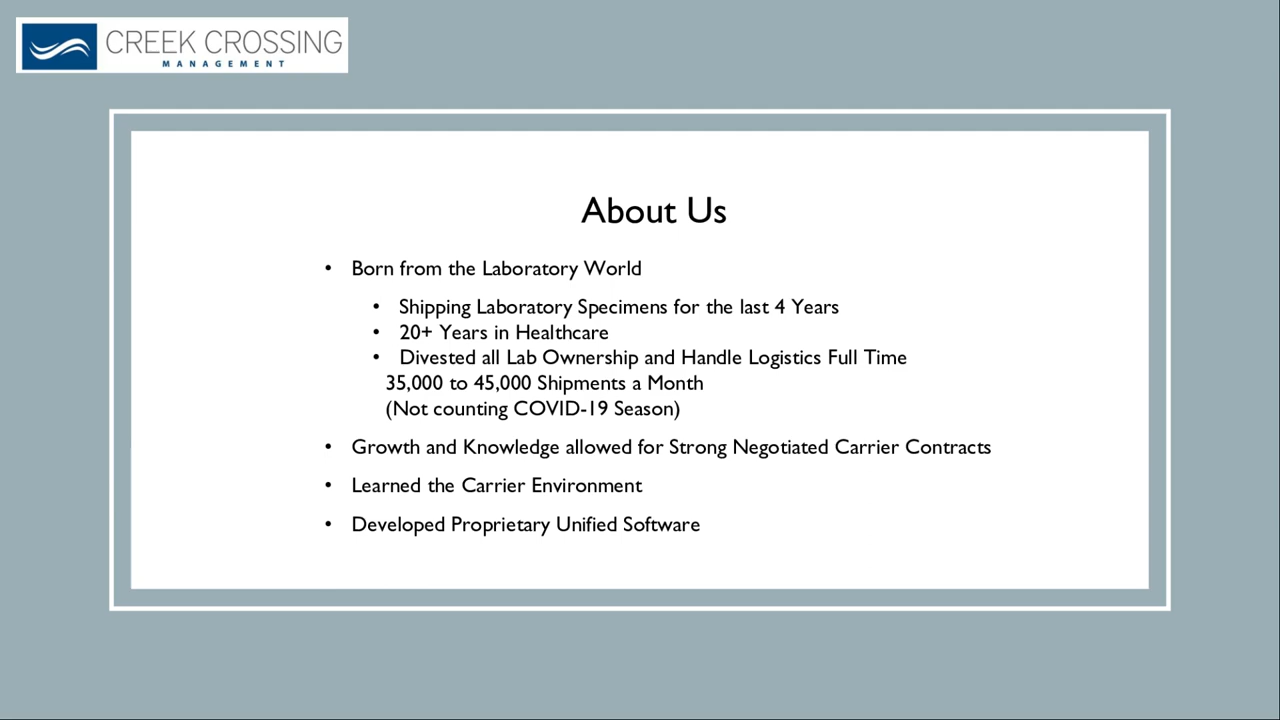 CREEK CROSSING
MANAGEMENT
About Us
• Born from the Laboratory World
• Shipping Laboratory Specimens for the last 4 Years
• 20+ Years in Healthcare
• Divested all Lab Ownership and Handle Logistics Full Time
35,000 to 45,000 Shipments a Month
(Not counting COVID-19 Season)
• Growth and Knowledge allowed for Strong Negotiated Carrier Contracts
• Learned the Carrier Environment
• Developed Proprietary Unified Software